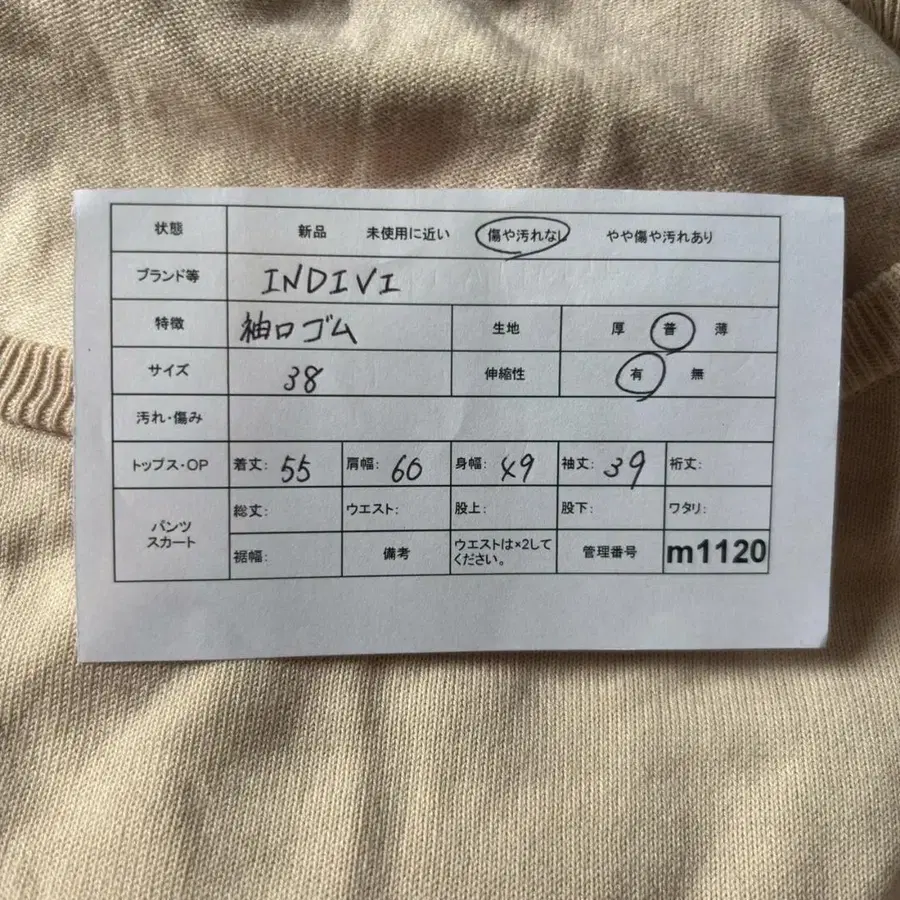 状態 新品 未使用に近い 傷や汚れなし やや傷や汚れあり
ブランド等 INDIVI
特徴 袖口ゴム 生地 厚 普 薄
サイズ 38 伸縮性 有 無
汚れ・傷み
トップス・OP 着丈: 55 肩幅: 60 身幅: 49 袖丈: 39 裄丈:
パンツ スカート 総丈: ウエスト: 股上: 股下: ワタリ:
裾幅: 備考 ウエストは×2して ください。 管理番号 m1120